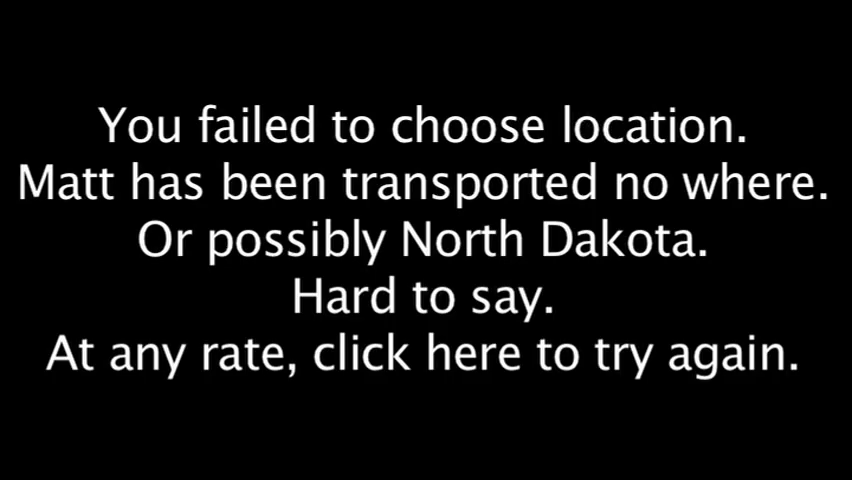 You failed to choose location.
Matt has been transported no where.
Or possibly North Dakota.
Hard to say.
At any rate, click here to try again.